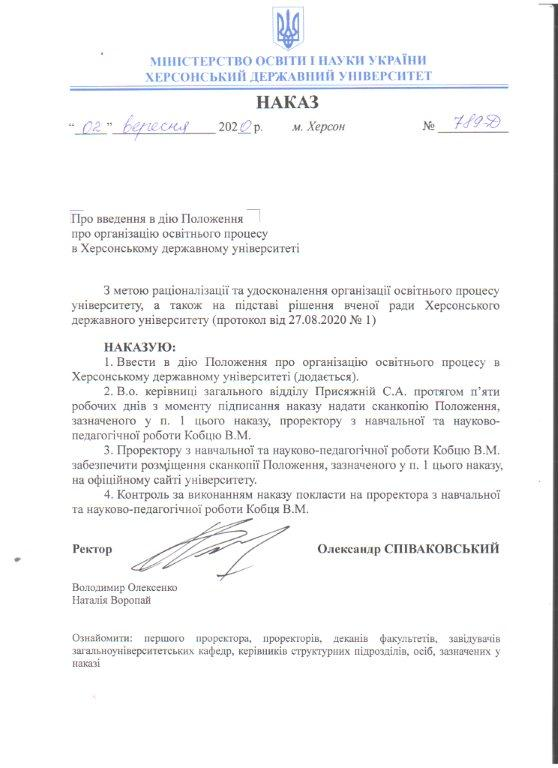 МІНІСТЕРСТВО ОСВІТИ І НАУКИ УКРАЇНИ
ХЕРСОНСЬКИЙ ДЕРЖАВНИЙ УНІВЕРСИТЕТ
НАКАЗ
“ 02 ” вересня 2020 р. м. Херсон № 789-Д
Про введення в дію Положення
про організацію освітнього процесу
в Херсонському державному університеті
З метою раціоналізації та удосконалення організації освітнього процесу
університету, а також на підставі рішення вченої ради Херсонського
державного університету (протокол від 27.08.2020 № 1)
НАКАЗУЮ:
1. Ввести в дію Положення про організацію освітнього процесу в
Херсонському державному університеті (додається).
2. В.о. керівниці загального відділу Присяжній С.А. протягом п’яти
робочих днів з моменту підписання наказу надати сканкопію Положення,
зазначеного у п. 1 цього наказу, проректору з навчальної та науково-
педагогічної роботи Кобцю В.М.
3. Проректору з навчальної та науково-педагогічної роботи Кобцю В.М.
забезпечити розміщення сканкопії Положення, зазначеного у п. 1 цього наказу,
на офіційному сайті університету.
4. Контроль за виконанням наказу покласти на проректора з навчальної
та науково-педагогічної роботи Кобця В.М.
Ректор Олександр СПІВАКОВСЬКИЙ
Володимир Олексенко
Наталія Воропай
Ознайомити: першого проректора, проректорів, деканів факультетів, завідувачів
загальноуніверситетських кафедр, керівників структурних підрозділів, осіб, зазначених у
наказі